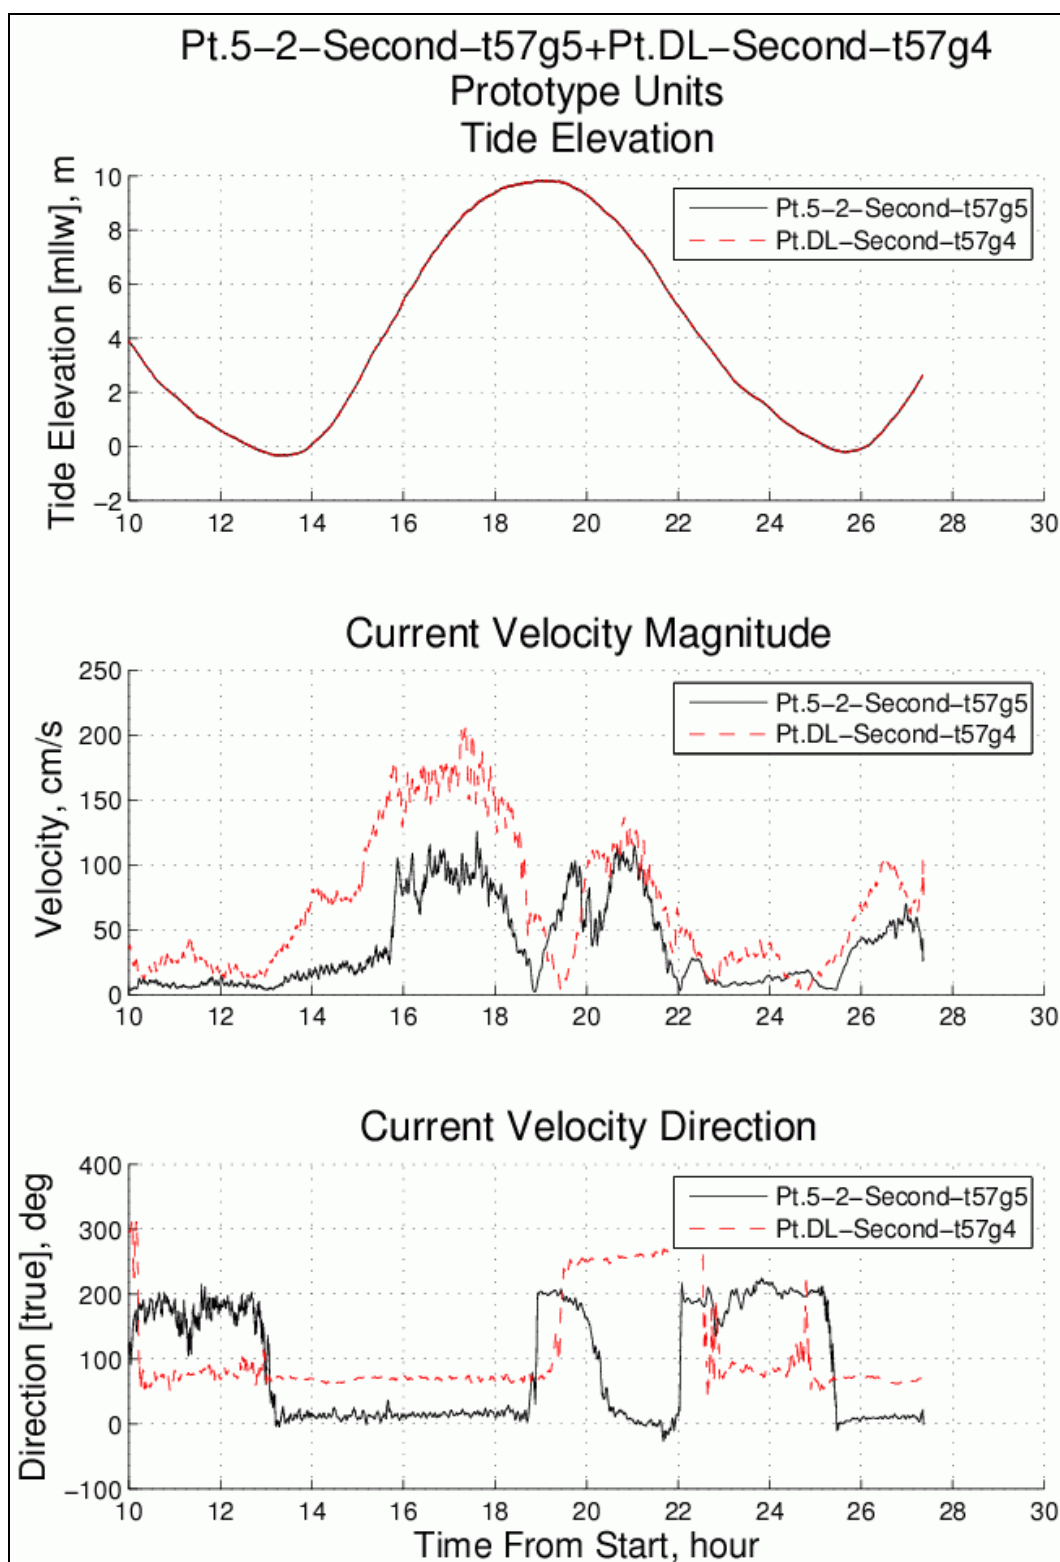 Pt.5−2−Second−t57g5+Pt.DL−Second−t57g4
Prototype Units
Tide Elevation
Tide Elevation [mllw], m
10
8
6
4
2
0
−2
Pt.5−2−Second−t57g5
Pt.DL−Second−t57g4
10 12 14 16 18 20 22 24 26 28 30
Current Velocity Magnitude
Velocity, cm/s
250
200
150
100
50
0
Pt.5−2−Second−t57g5
Pt.DL−Second−t57g4
10 12 14 16 18 20 22 24 26 28 30
Current Velocity Direction
Direction [true], deg
400
300
200
100
0
−100
Pt.5−2−Second−t57g5
Pt.DL−Second−t57g4
10 12 14 16 18 20 22 24 26 28 30
Time From Start, hour